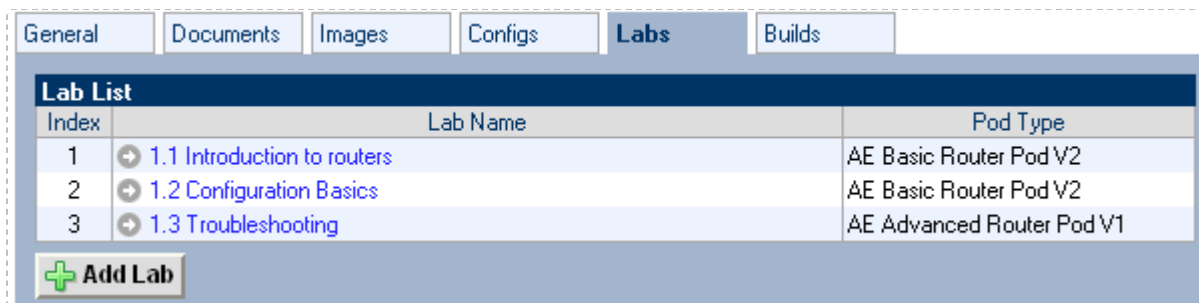 General Documents Images Configs Labs Builds
Lab List
Index Lab Name Pod Type
1 1.1 Introduction to routers AE Basic Router Pod V2
2 1.2 Configuration Basics AE Basic Router Pod V2
3 1.3 Troubleshooting AE Advanced Router Pod V1
Add Lab